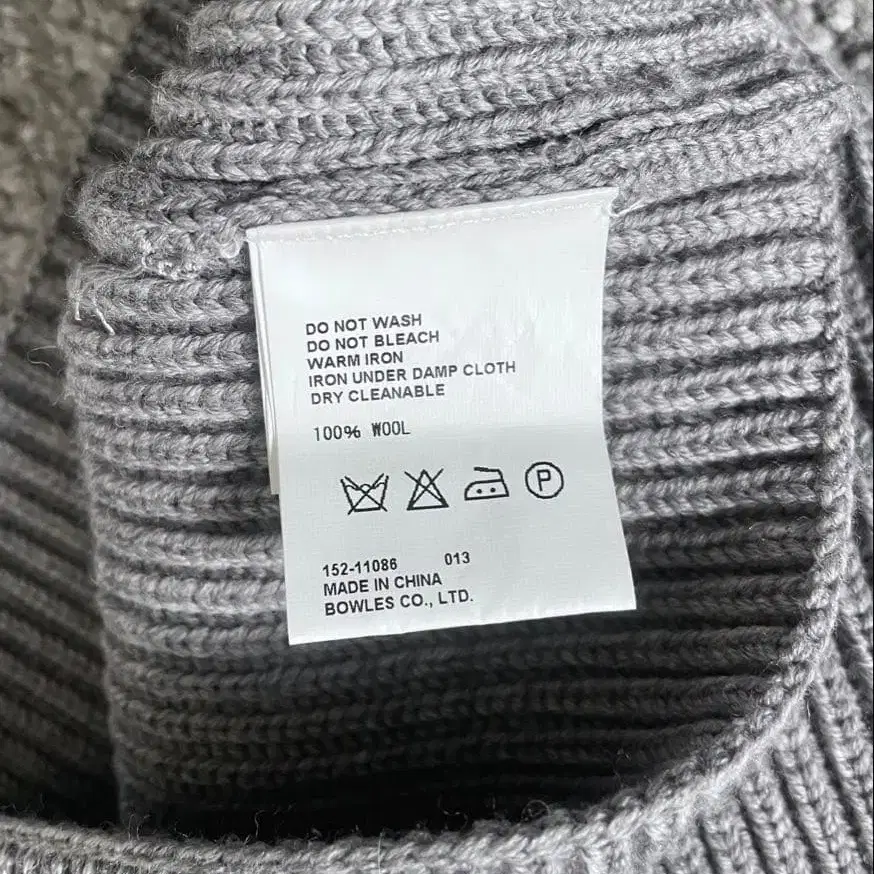 DO NOT WASH
DO NOT BLEACH
WARM IRON
IRON UNDER DAMP CLOTH
DRY CLEANABLE
100% WOOL
P
152-11086 013
MADE IN CHINA
BOWLES CO., LTD.